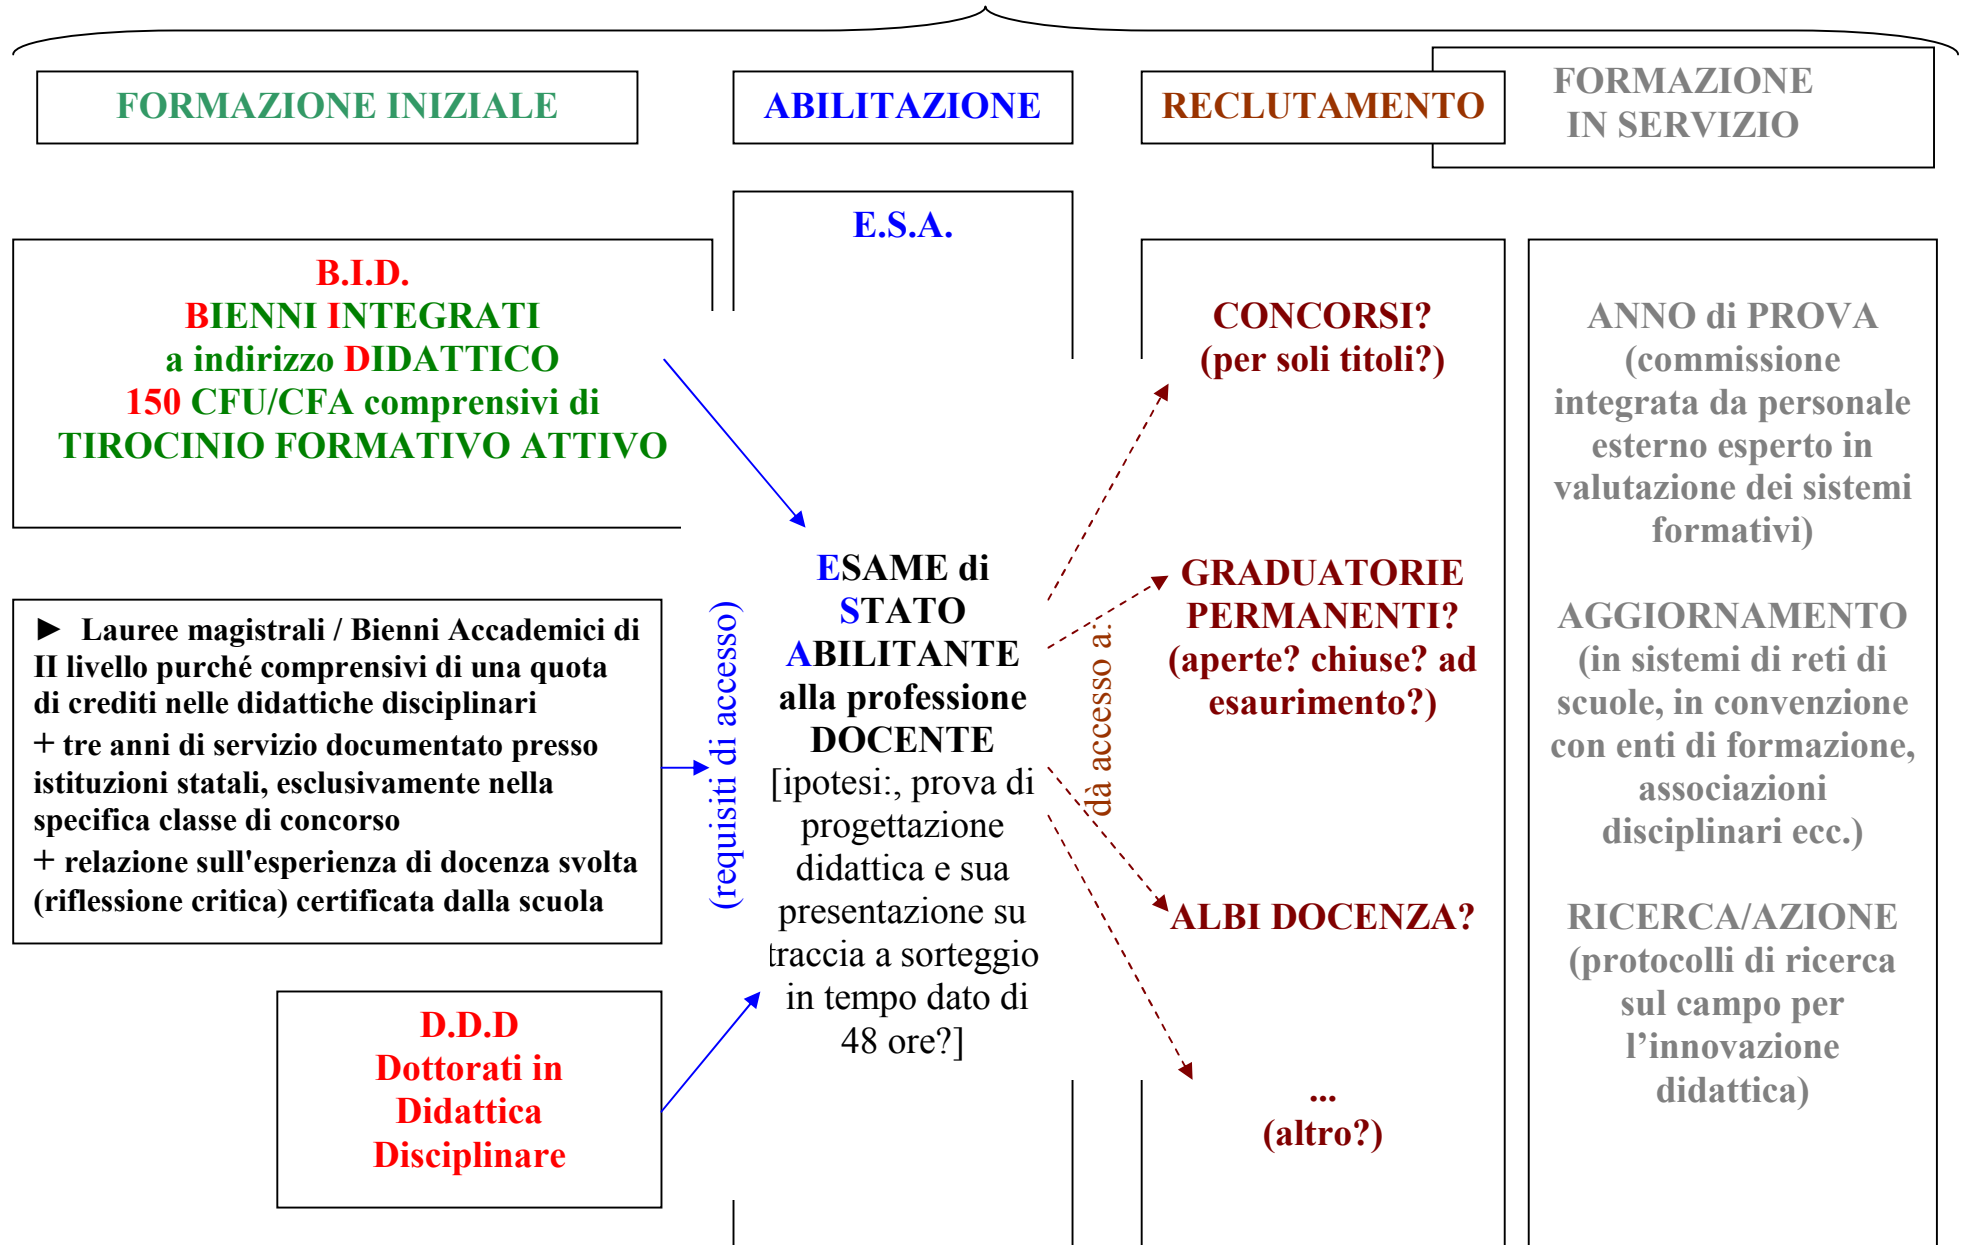 FORMAZIONE INIZIALE
ABILITAZIONE
RECLUTAMENTO
FORMAZIONE
IN SERVIZIO
B.I.D.
BIENNI INTEGRATI
a indirizzo DIDATTICO
150 CFU/CFA comprensivi di
TIROCINIO FORMATIVO ATTIVO
► Lauree magistrali / Bienni Accademici di
II livello purché comprensivi di una quota
di crediti nelle didattiche disciplinari
+ tre anni di servizio documentato presso
istituzioni statali, esclusivamente nella
specifica classe di concorso
+ relazione sull'esperienza di docenza svolta
(riflessione critica) certificata dalla scuola
D.D.D
Dottorati in
Didattica
Disciplinare
(requisiti di accesso)
E.S.A.
ESAME di
STATO
ABILITANTE
alla professione
DOCENTE
[ipotesi:, prova di
progettazione
didattica e sua
presentazione su
traccia a sorteggio
in tempo dato di
48 ore?]
dà accesso a:
CONCORSI?
(per soli titoli?)
GRADUATORIE
PERMANENTI?
(aperte? chiuse? ad
esaurimento?)
ALBI DOCENZA?
...
(altro?)
ANNO di PROVA
(commissione
integrata da personale
esterno esperto in
valutazione dei sistemi
formativi)
AGGIORNAMENTO
(in sistemi di reti di
scuole, in convenzione
con enti di formazione,
associazioni
disciplinari ecc.)
RICERCA/AZIONE
(protocolli di ricerca
sul campo per
l’innovazione
didattica)